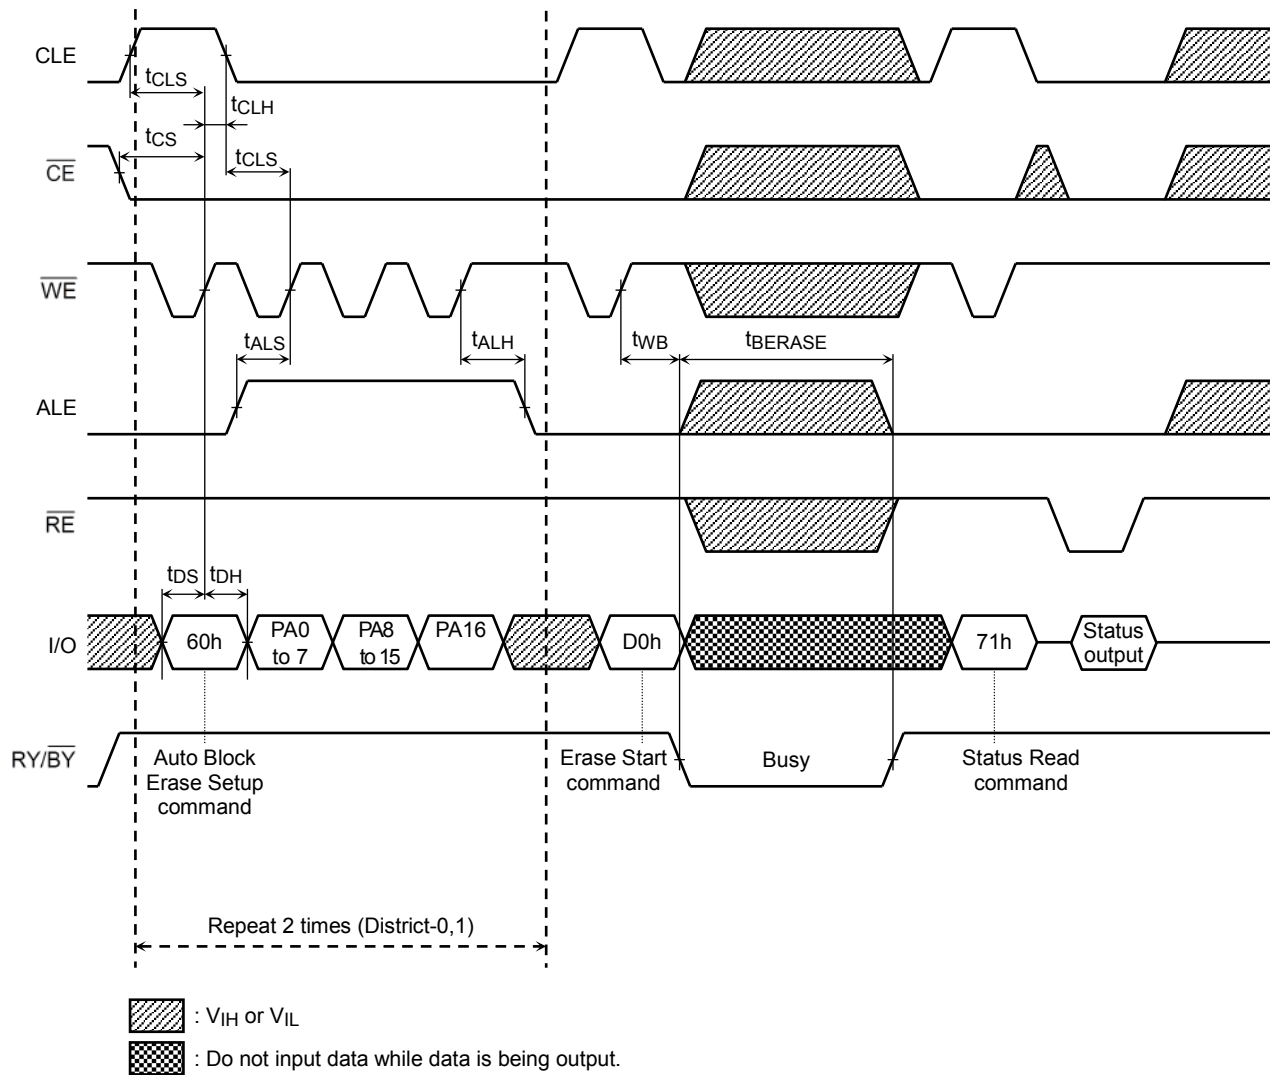 CLE
tCLS
tCLH
tCS
CE
tCLS
WE
tALS
tALH
tWB
tBERASE
ALE
RE
tDS
tDH
I/O
60h
PA0
to 7
PA8
to 15
PA16
D0h
71h
Status
output
RY/BY
Auto Block
Erase Setup
command
Erase Start
command
Busy
Status Read
command
Repeat 2 times (District-0,1)
: VIH or VIL
: Do not input data while data is being output.